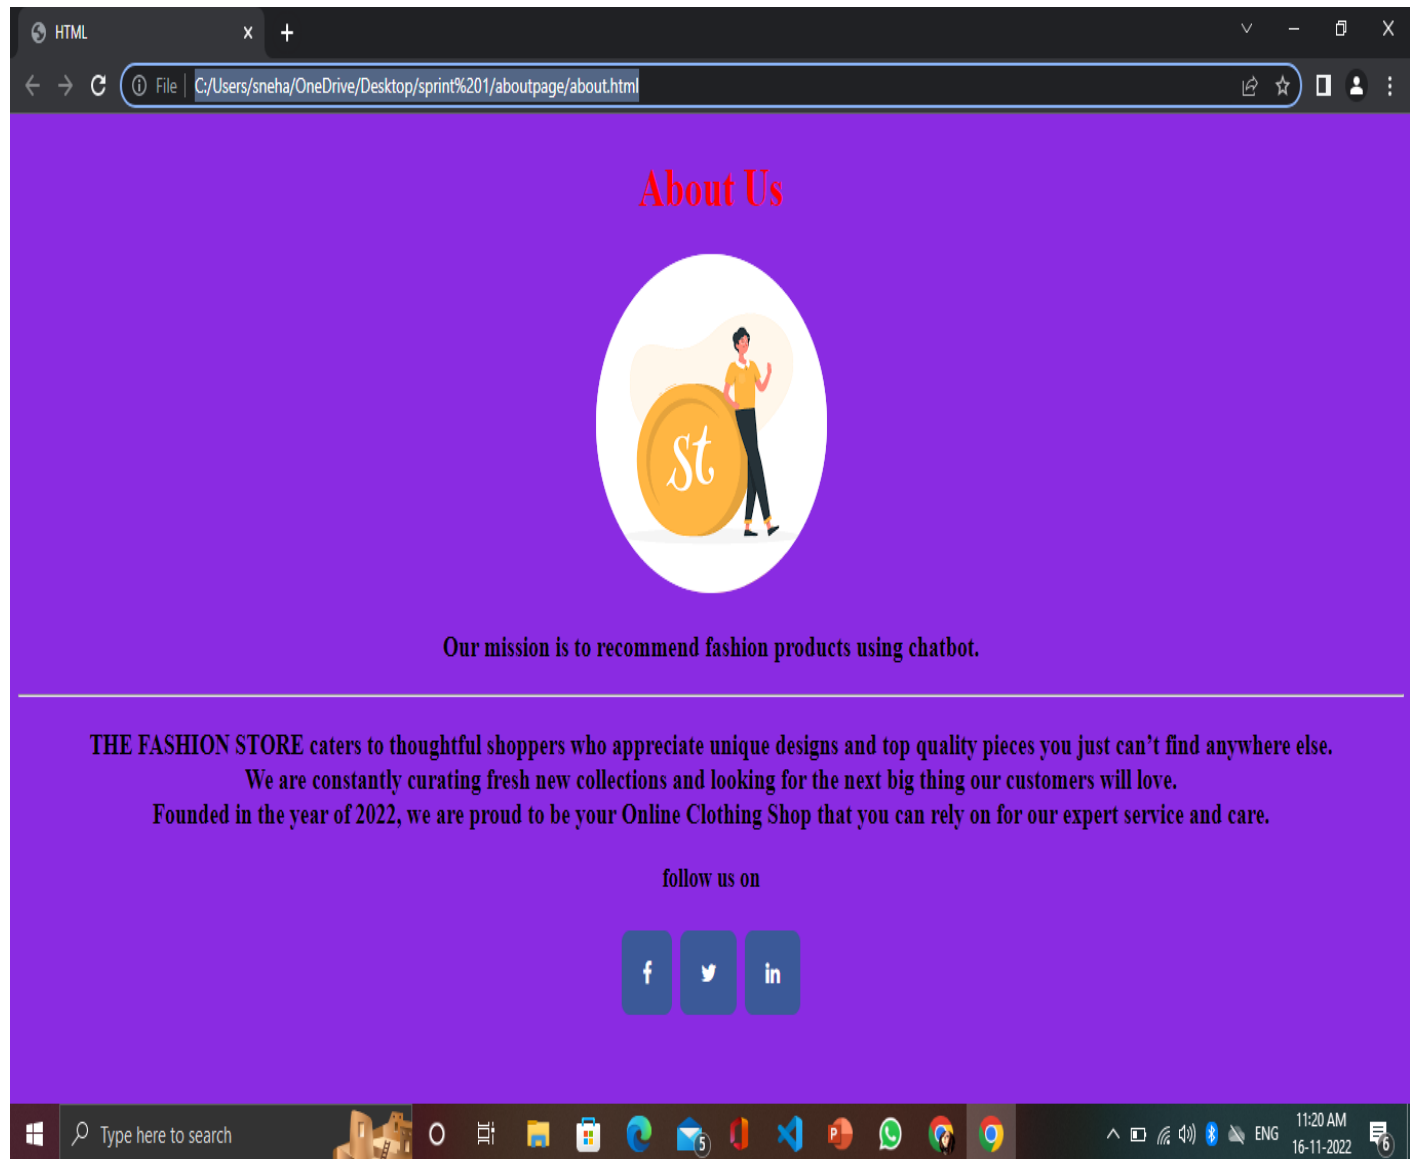 HTML
File
C:/Users/sneha/OneDrive/Desktop/sprint%201/aboutpage/about.html
About Us
st
Our mission is to recommend fashion products using chatbot.
THE FASHION STORE caters to thoughtful shoppers who appreciate unique designs and top quality pieces you just can’t find anywhere else.
We are constantly curating fresh new collections and looking for the next big thing our customers will love.
Founded in the year of 2022, we are proud to be your Online Clothing Shop that you can rely on for our expert service and care.
follow us on
f in
Type here to search
5
P
ENG
11:20 AM
16-11-2022
6